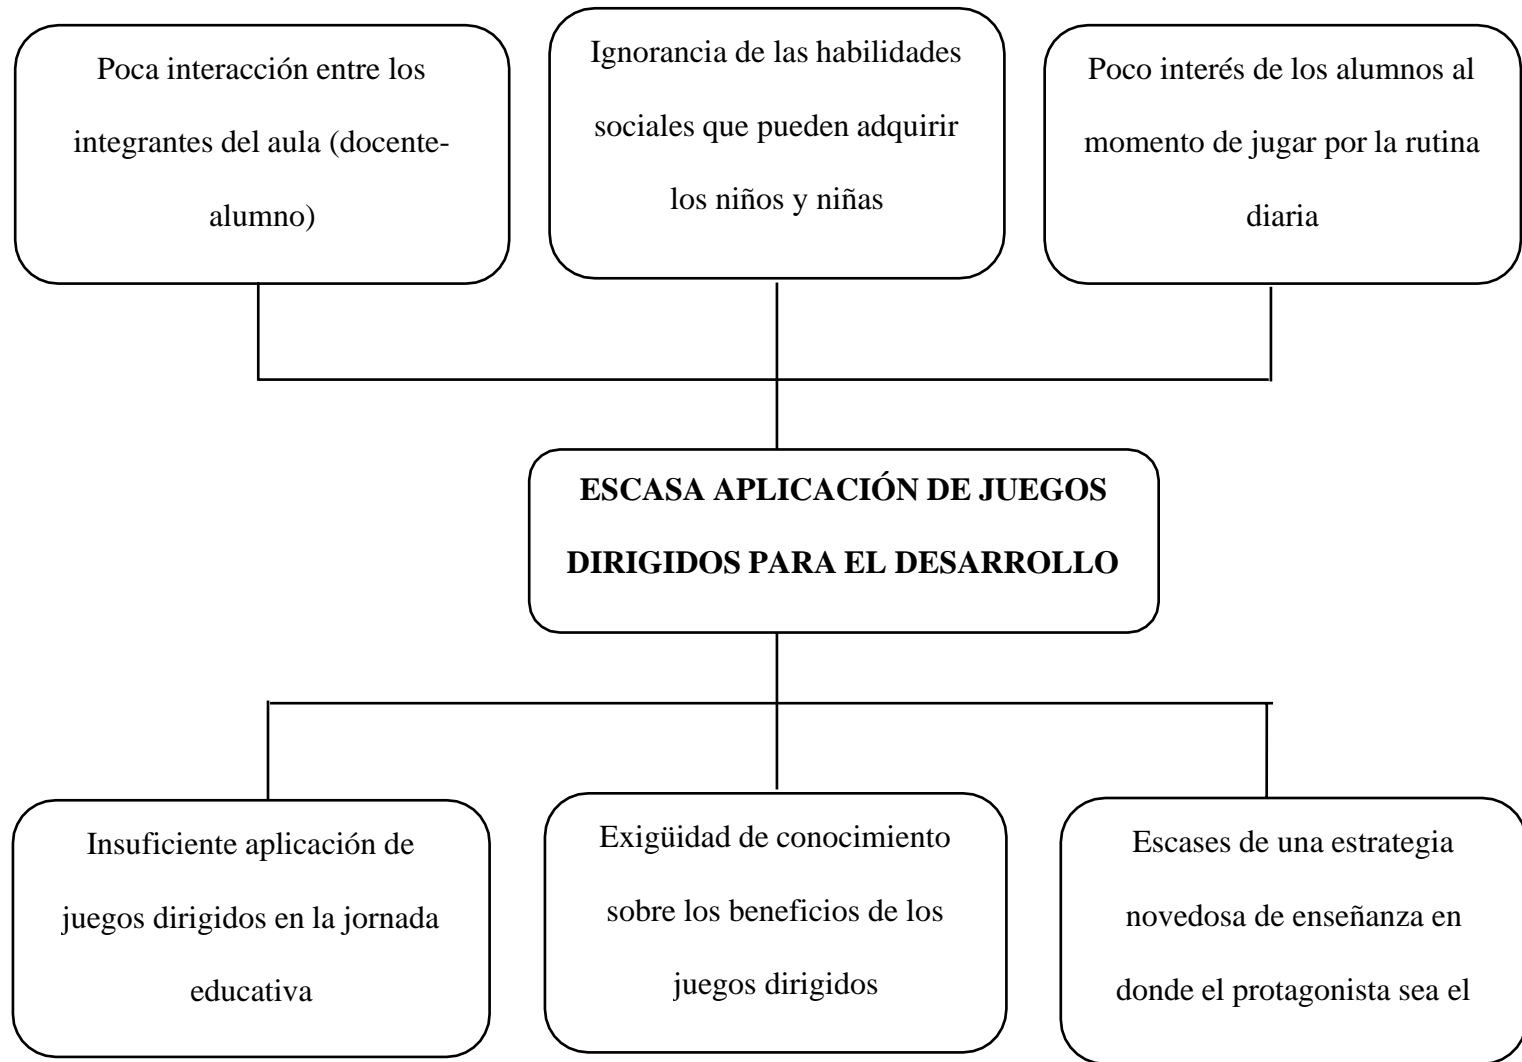 Poca interacción entre los
integrantes del aula (docente-
alumno)
Ignorancia de las habilidades
sociales que pueden adquirir
los niños y niñas
Poco interés de los alumnos al
momento de jugar por la rutina
diaria
ESCASA APLICACIÓN DE JUEGOS
DIRIGIDOS PARA EL DESARROLLO
Insuficiente aplicación de
juegos dirigidos en la jornada
educativa
Exigüidad de conocimiento
sobre los beneficios de los
juegos dirigidos
Escases de una estrategia
novedosa de enseñanza en
donde el protagonista sea el